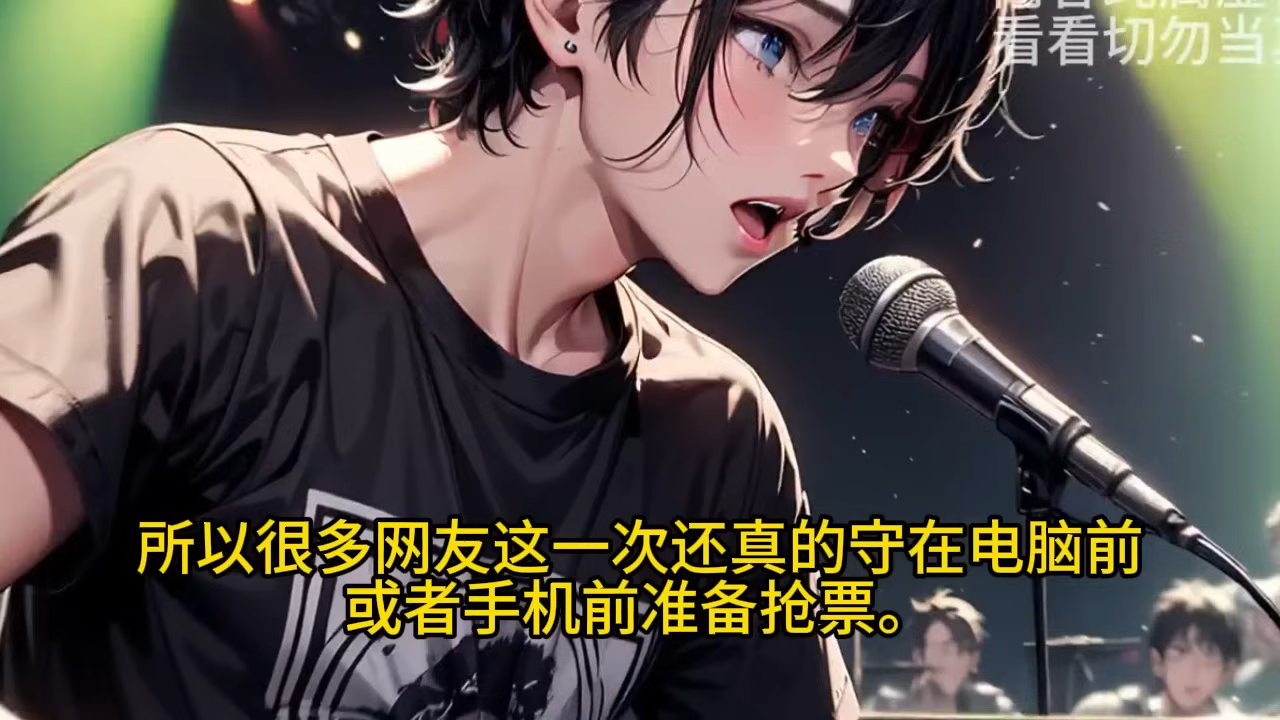 看看切勿当
所以很多网友这一次还真的守在电脑前
或者手机前准备抢票。